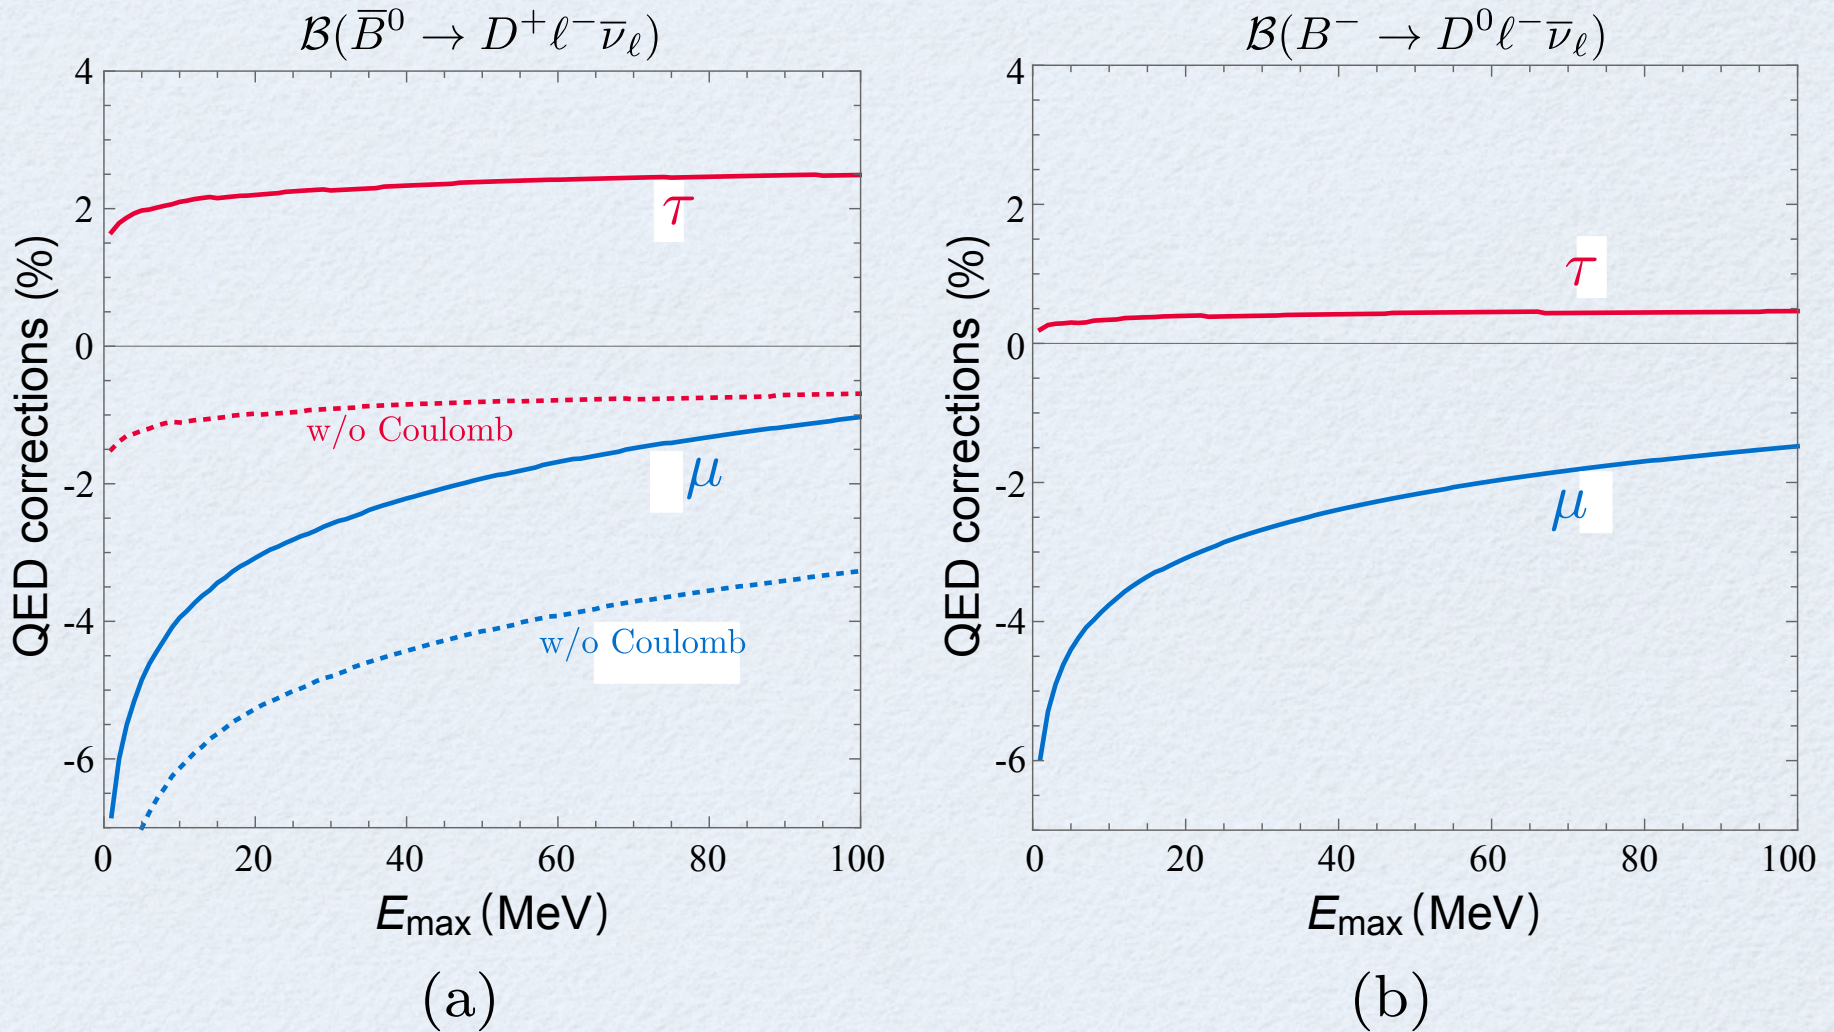 ℬ(B̅⁰ → D⁺ℓ⁻ν̅_ℓ)
4
2
0
-2
-4
-6
QED corrections (%)
τ
w/o Coulomb
μ
w/o Coulomb
0 20 40 60 80 100
E_max (MeV)
(a)
ℬ(B⁻ → D⁰ℓ⁻ν̅_ℓ)
4
2
0
-2
-4
-6
QED corrections (%)
τ
μ
0 20 40 60 80 100
E_max (MeV)
(b)